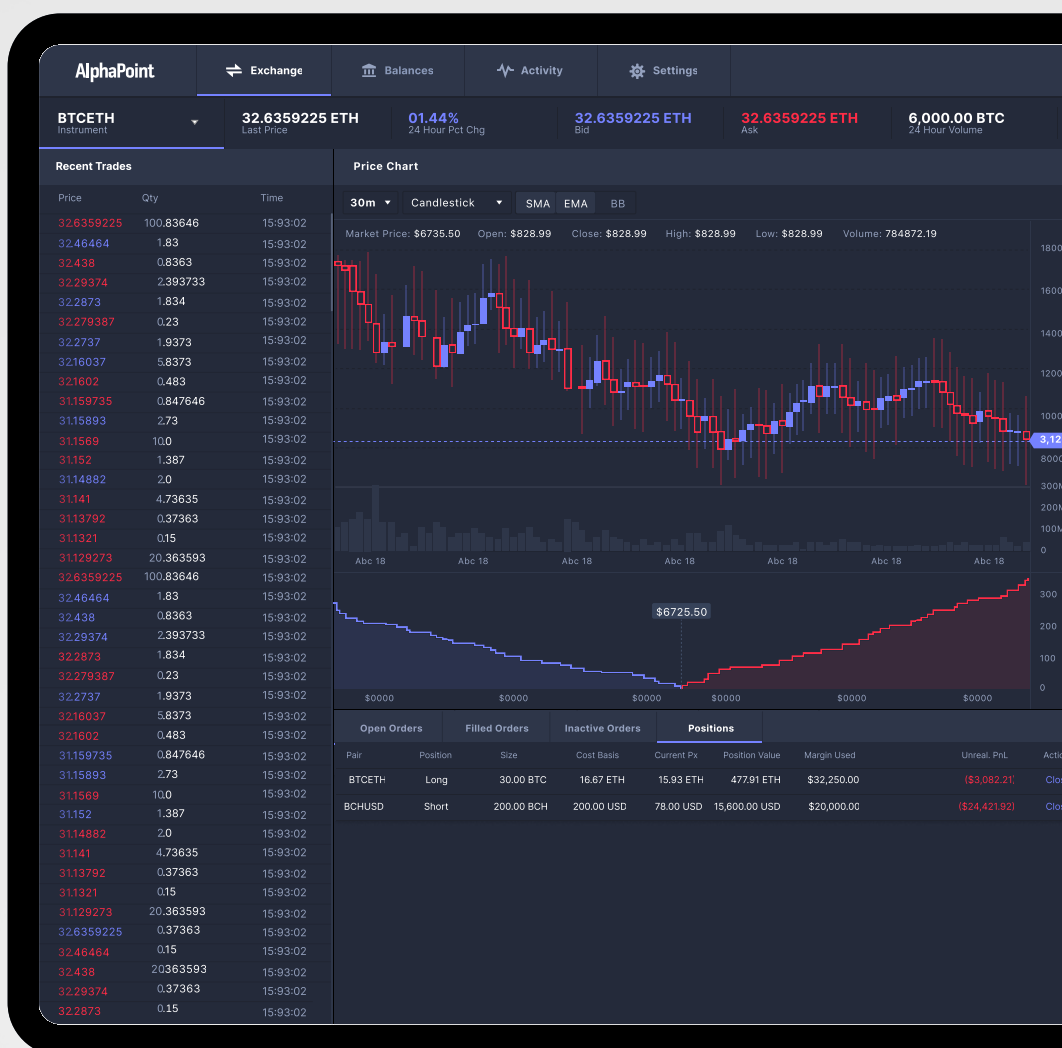 AlphaPoint Exchange Balances Activity Settings
BTCETH 32.6359225 ETH 01.44% 32.6359225 ETH 32.6359225 ETH 6,000.00 BTC
Instrument Last Price 24 Hour Pct Chg Bid Ask 24 Hour Volume
Recent Trades
Price Qty Time
32.6359225 100.83646 15:93:02
32.46464 1.83 15:93:02
32.438 0.8363 15:93:02
32.29374 2.393733 15:93:02
32.2873 1.834 15:93:02
32.279387 0.23 15:93:02
32.2737 1.9373 15:93:02
32.16037 5.8373 15:93:02
32.1602 0.483 15:93:02
31.159735 0.847646 15:93:02
31.15893 2.73 15:93:02
31.1569 10.0 15:93:02
31.152 1.387 15:93:02
31.14882 2.0 15:93:02
31.141 4.73635 15:93:02
31.13792 0.37363 15:93:02
31.1321 0.15 15:93:02
31.129273 20.363593 15:93:02
32.6359225 100.83646 15:93:02
32.46464 1.83 15:93:02
32.438 0.8363 15:93:02
32.29374 2.393733 15:93:02
32.2873 1.834 15:93:02
32.279387 0.23 15:93:02
32.2737 1.9373 15:93:02
32.16037 5.8373 15:93:02
32.1602 0.483 15:93:02
31.159735 0.847646 15:93:02
31.15893 2.73 15:93:02
31.1569 10.0 15:93:02
31.152 1.387 15:93:02
31.14882 2.0 15:93:02
31.141 4.73635 15:93:02
31.13792 0.37363 15:93:02
31.1321 0.15 15:93:02
31.129273 20.363593 15:93:02
32.6359225 0.37363 15:93:02
32.46464 0.15 15:93:02
32.438 20363593 15:93:02
32.29374 0.37363 15:93:02
32.2873 0.15 15:93:02
Price Chart
30m Candlestick SMA EMA BB
Market Price: $6735.50 Open: $828.99 Close: $828.99 High: $828.99 Low: $828.99 Volume: 784872.19
1800
1600
1400
1200
1000
3,12
8000
300M
200M
100M
0
Abc 18 Abc 18 Abc 18 Abc 18 Abc 18 Abc 18 Abc 18
$6725.50
300
200
100
0
$0000 $0000 $0000 $0000 $0000 $0000
Open Orders Filled Orders Inactive Orders Positions
Pair Position Size Cost Basis Current Px Position Value Margin Used Unreal. PnL Actio
BTCETH Long 30.00 BTC 16.67 ETH 15.93 ETH 477.91 ETH $32,250.00 ($3,082.21) Clos
BCHUSD Short 200.00 BCH 200.00 USD 78.00 USD 15,600.00 USD $20,000.00 ($24,421.92) Clos